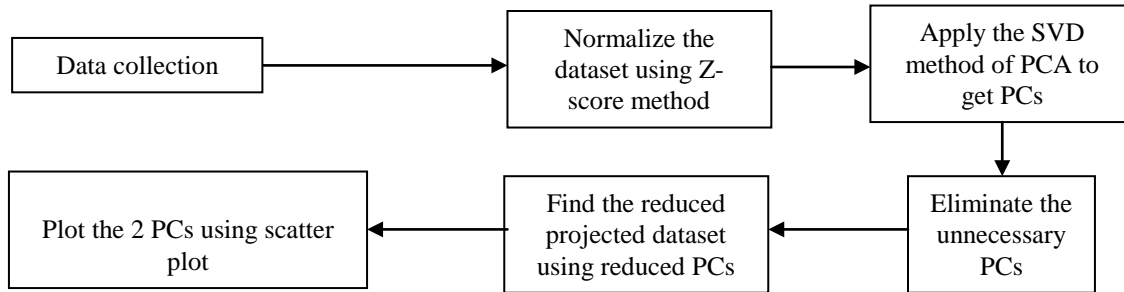 Data collection
Normalize the
dataset using Z-
score method
Apply the SVD
method of PCA to
get PCs
Eliminate the
unnecessary
PCs
Find the reduced
projected dataset
using reduced PCs
Plot the 2 PCs using scatter
plot